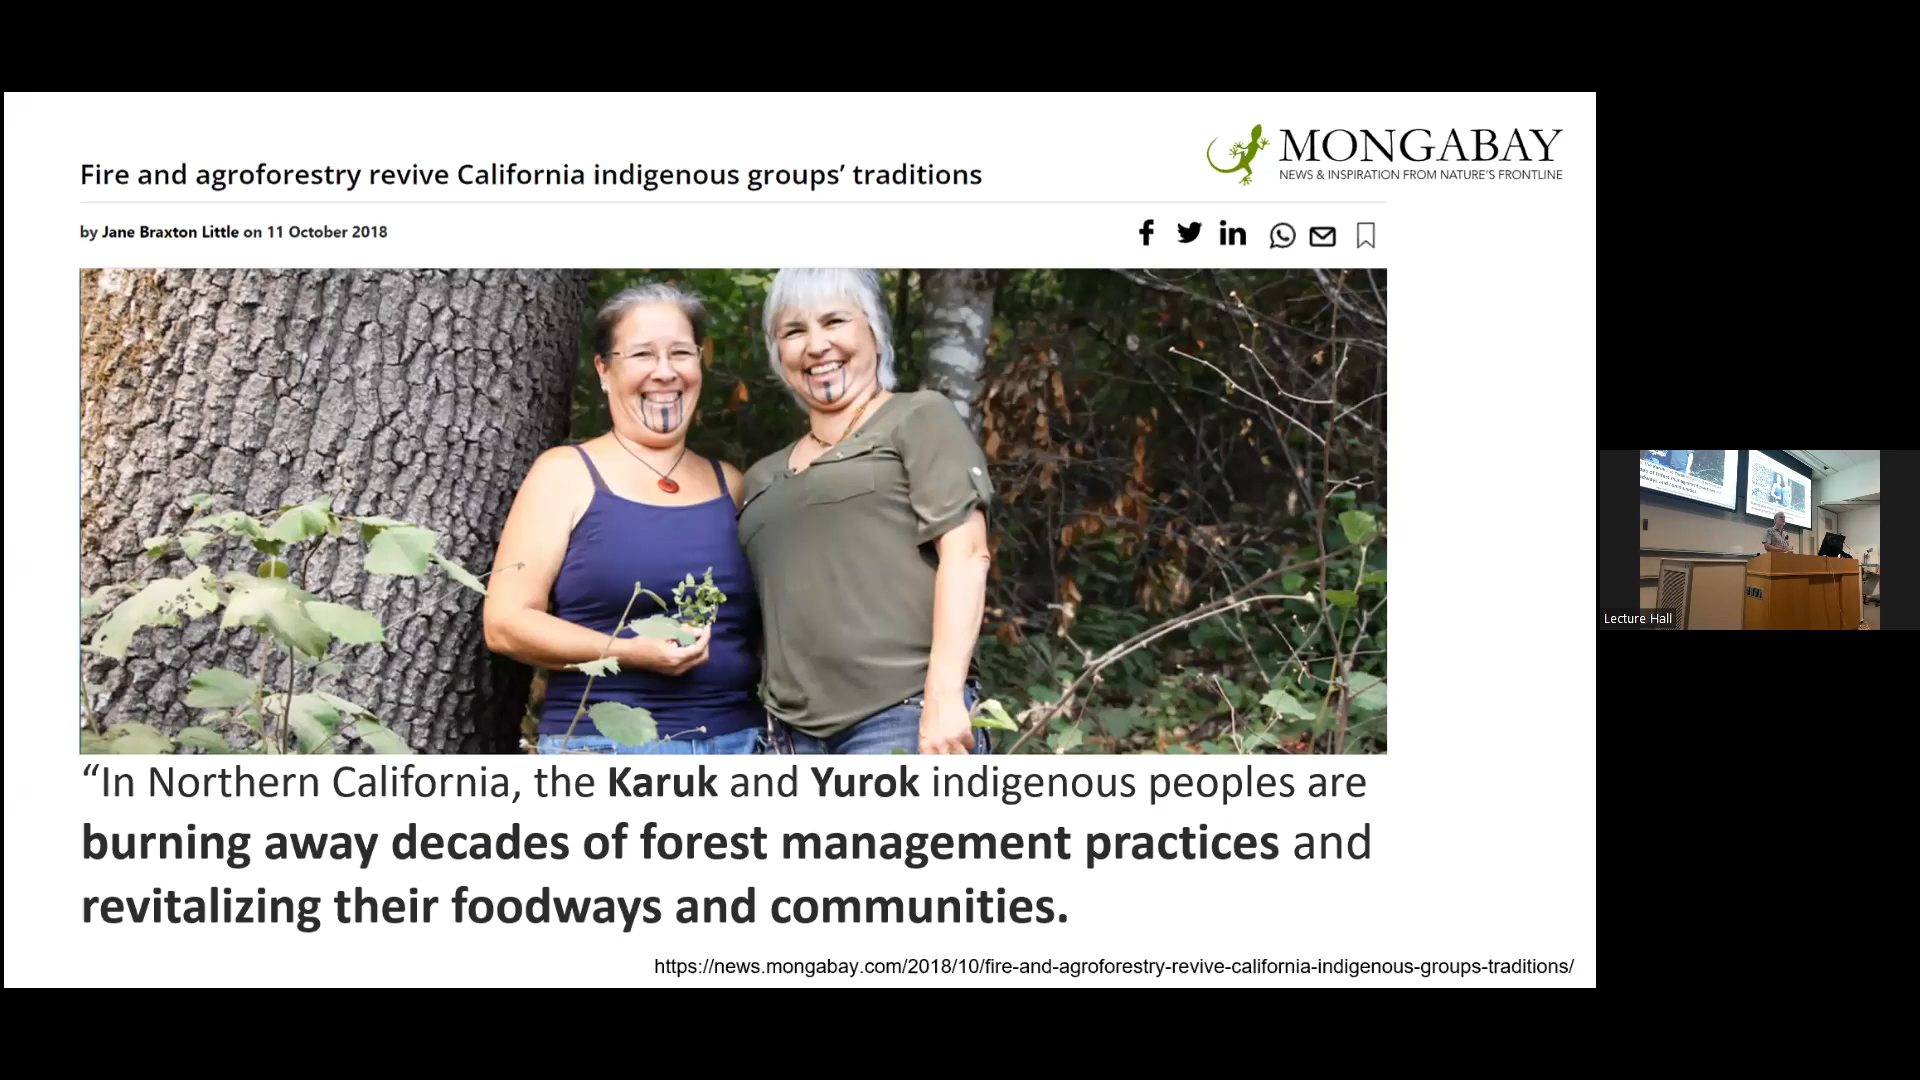 MONGABAY
NEWS & INSPIRATION FROM NATURE'S FRONTLINE
Fire and agroforestry revive California indigenous groups’ traditions
by Jane Braxton Little on 11 October 2018
“In Northern California, the Karuk and Yurok indigenous peoples are
burning away decades of forest management practices and
revitalizing their foodways and communities.
https://news.mongabay.com/2018/10/fire-and-agroforestry-revive-california-indigenous-groups-traditions/
Lecture Hall